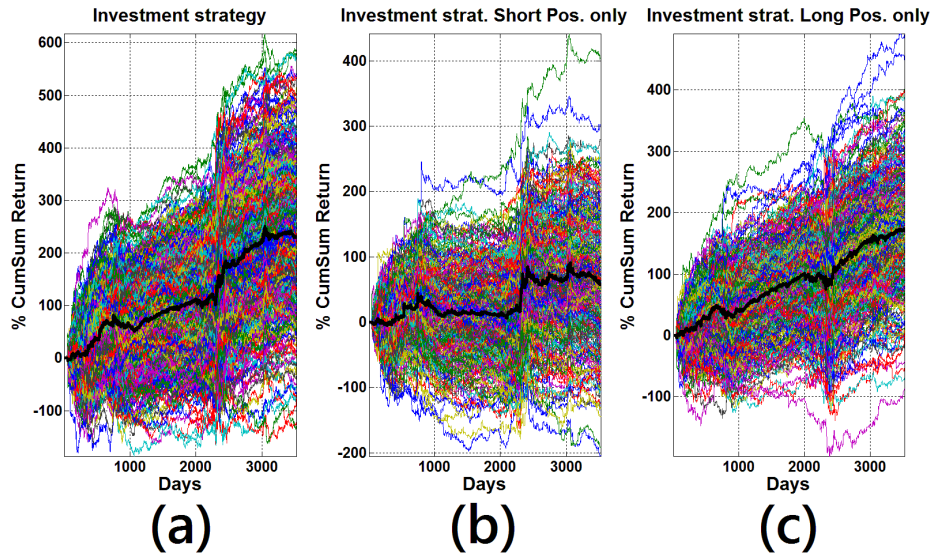 Investment strategy
600
500
400
300
200
100
0
-100
% CumSum Return
1000 2000 3000
Days
(a)
Investment strat. Short Pos. only
400
300
200
100
0
-100
-200
% CumSum Return
1000 2000 3000
Days
(b)
Investment strat. Long Pos. only
400
300
200
100
0
-100
% CumSum Return
1000 2000 3000
Days
(c)